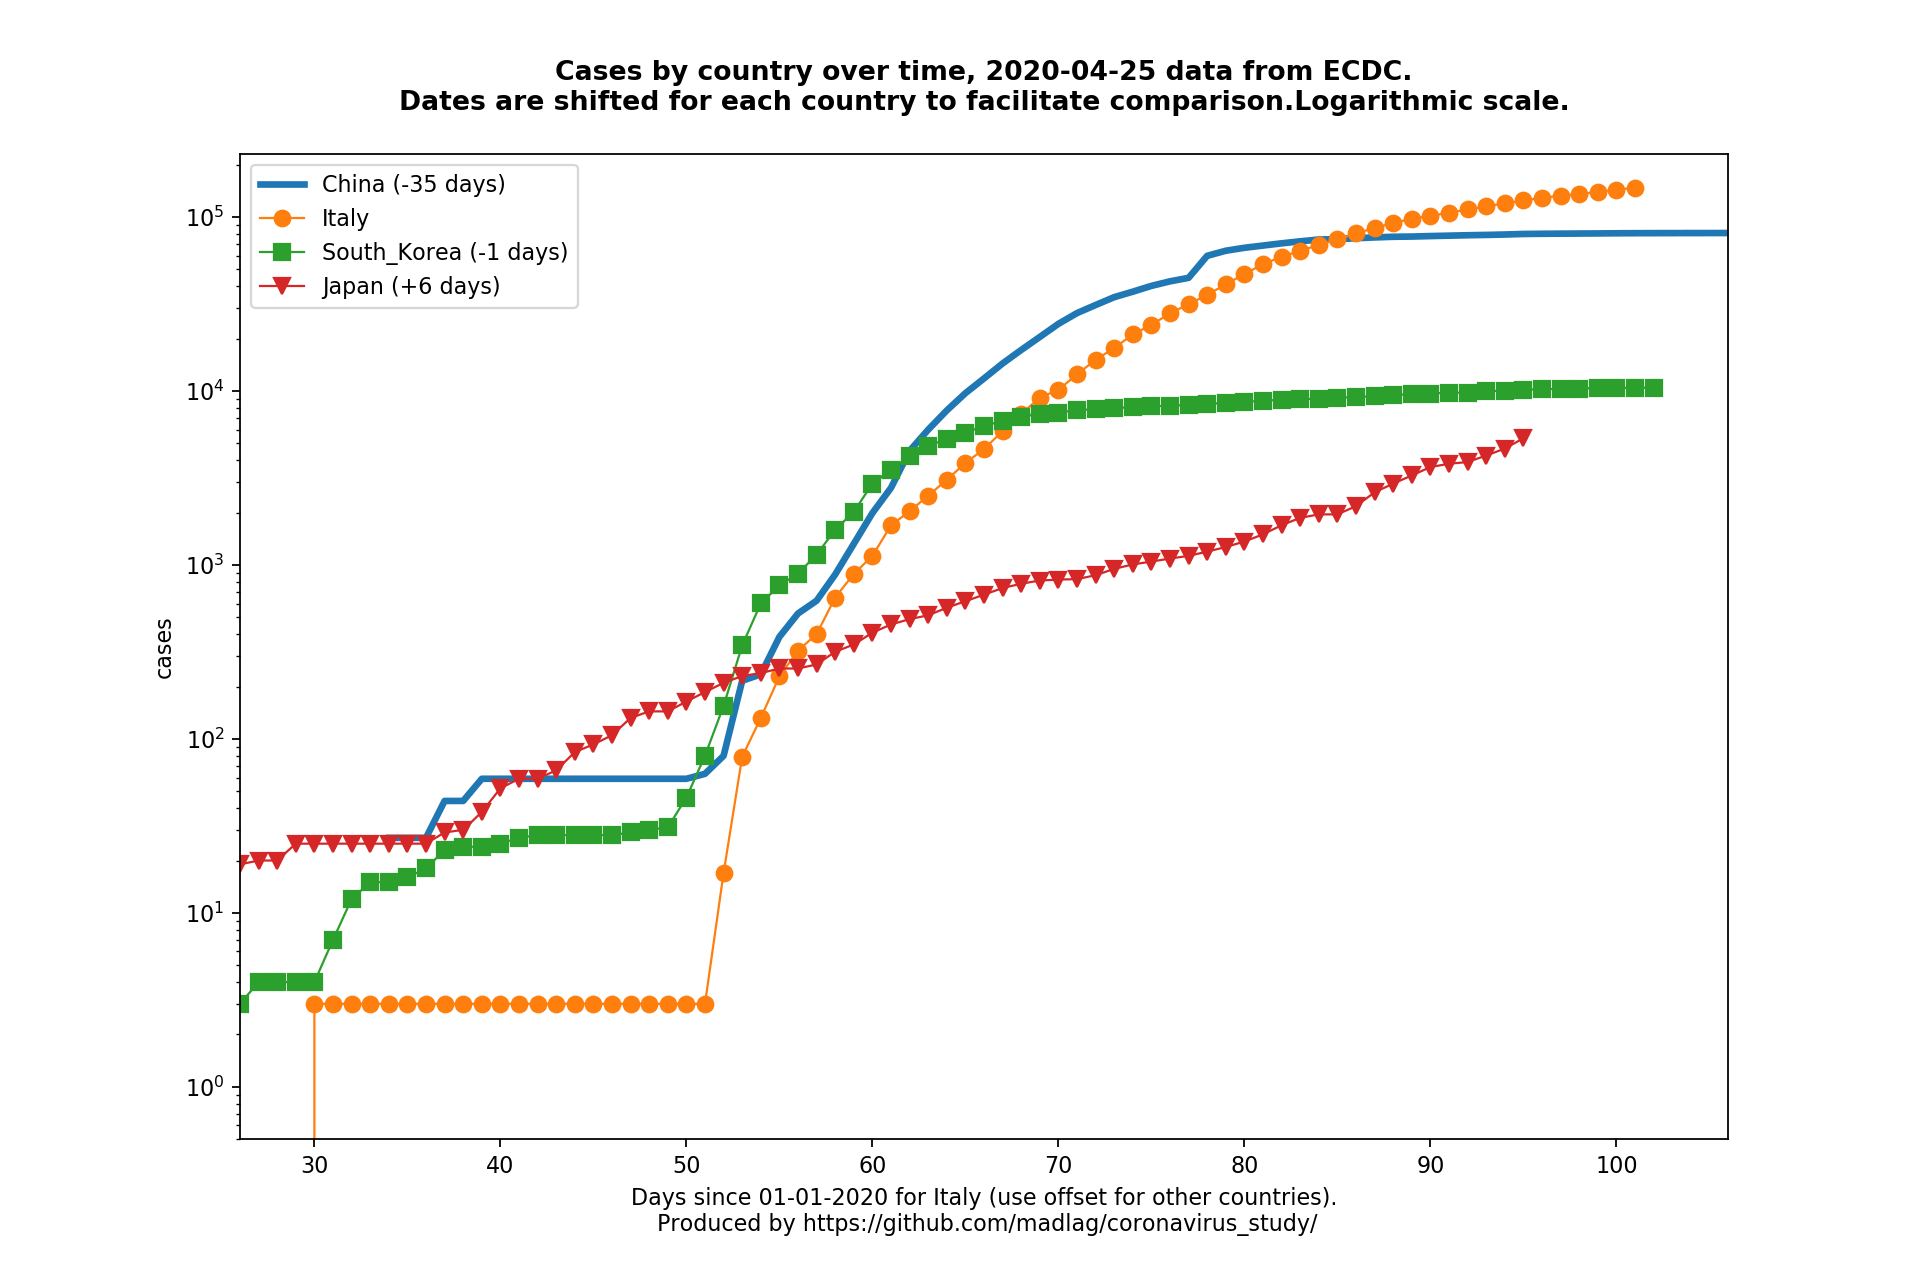 Cases by country over time, 2020-04-25 data from ECDC.
Dates are shifted for each country to facilitate comparison.Logarithmic scale.
China (-35 days)
Italy
South_Korea (-1 days)
Japan (+6 days)
10⁵
10⁴
10³
10²
10¹
10⁰
cases
30 40 50 60 70 80 90 100
Days since 01-01-2020 for Italy (use offset for other countries).
Produced by https://github.com/madlag/coronavirus_study/